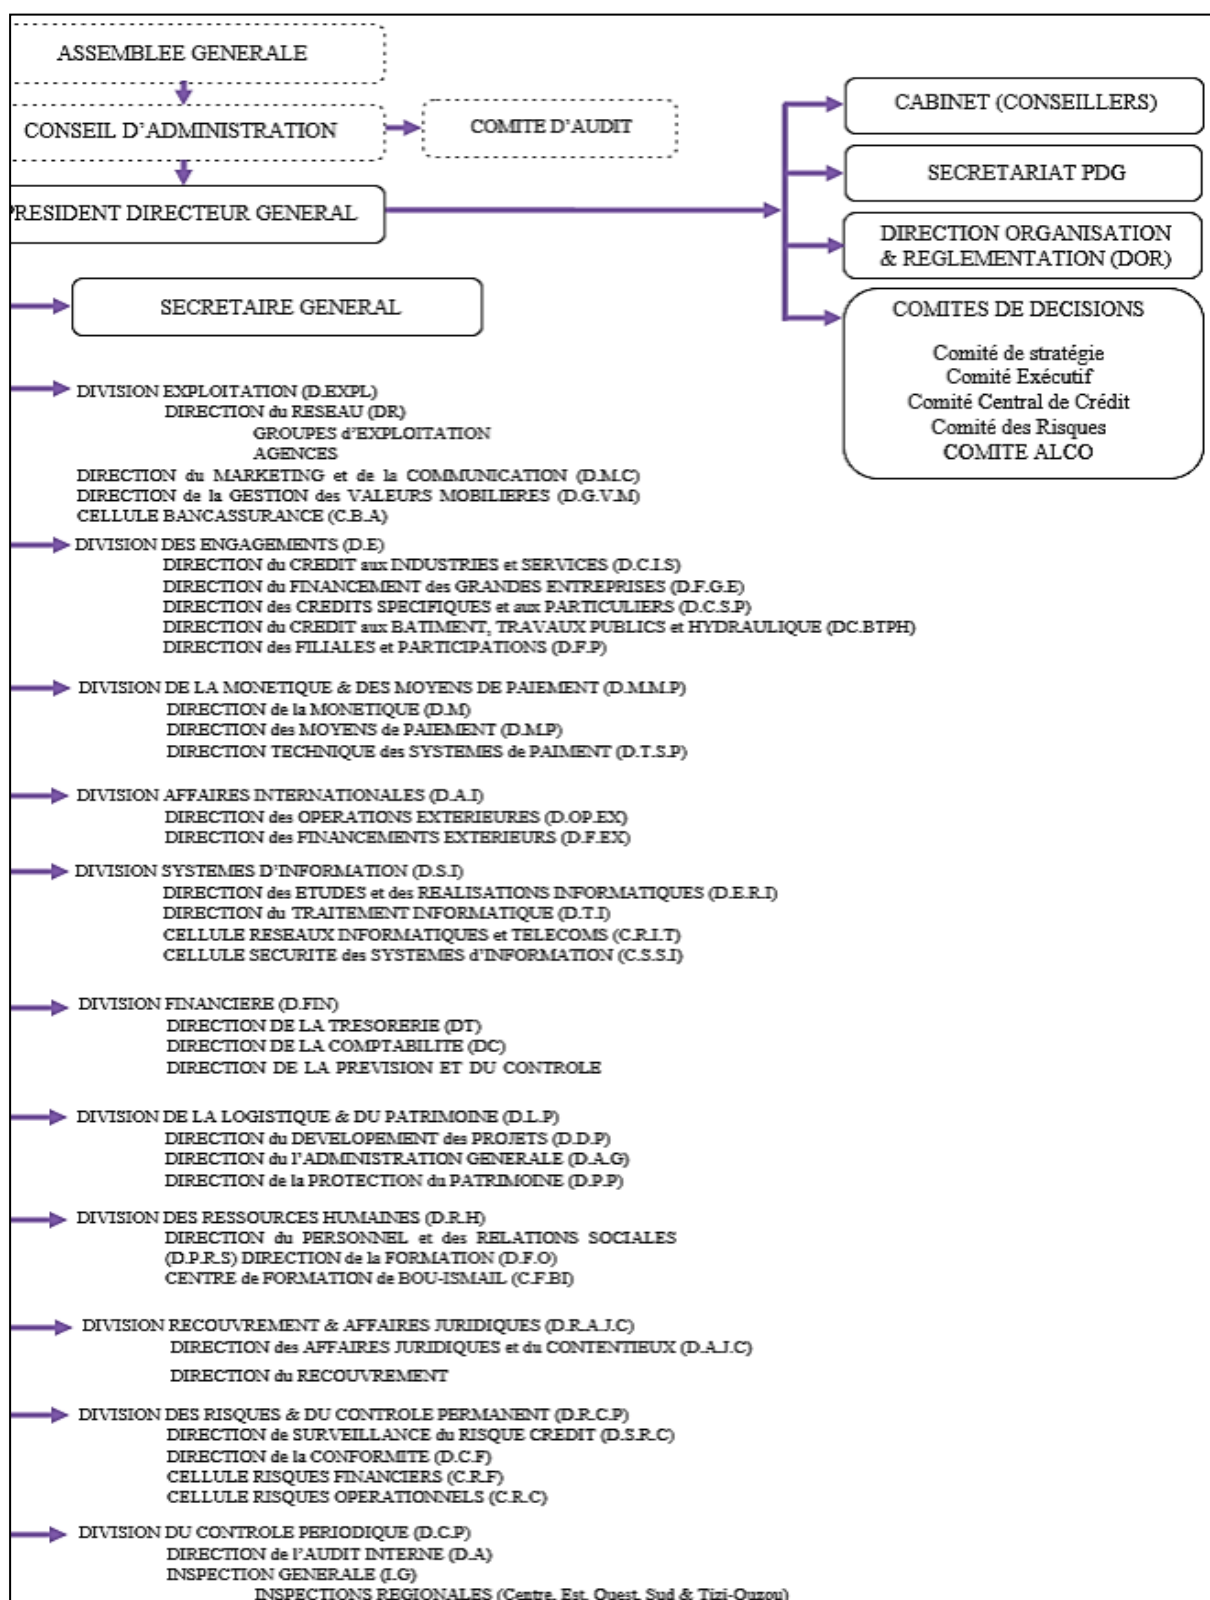 ASSEMBLEE GENERALE
CONSEIL D'ADMINISTRATION
COMITE D'AUDIT
PRESIDENT DIRECTEUR GENERAL
CABINET (CONSEILLERS)
SECRETARIAT PDG
DIRECTION ORGANISATION
& REGLEMENTATION (DOR)
COMITES DE DECISIONS
Comité de stratégie
Comité Exécutif
Comité Central de Crédit
Comité des Risques
COMITE ALCO
SECRETAIRE GENERAL
DIVISION EXPLOITATION (D.EXPL)
DIRECTION du RESEAU (DR)
GROUPES d'EXPLOITATION
AGENCES
DIRECTION du MARKETING et de la COMMUNICATION (D.M.C)
DIRECTION de la GESTION des VALEURS MOBILIERES (D.G.V.M)
CELLULE BANCASSURANCE (C.B.A)
DIVISION DES ENGAGEMENTS (D.E)
DIRECTION du CREDIT aux INDUSTRIES et SERVICES (D.C.I.S)
DIRECTION du FINANCEMENT des GRANDES ENTREPRISES (D.F.G.E)
DIRECTION des CREDITS SPECIFIQUES et aux PARTICULIERS (D.C.S.P)
DIRECTION du CREDIT aux BATIMENT, TRAVAUX PUBLICS et HYDRAULIQUE (DC.BTPH)
DIRECTION des FILIALES et PARTICIPATIONS (D.F.P)
DIVISION DE LA MONETIQUE & DES MOYENS DE PAIEMENT (D.M.M.P)
DIRECTION de la MONETIQUE (D.M)
DIRECTION des MOYENS de PAIEMENT (D.M.P)
DIRECTION TECHNIQUE des SYSTEMES de PAIMENT (D.T.S.P)
DIVISION AFFAIRES INTERNATIONALES (D.A.I)
DIRECTION des OPERATIONS EXTERIEURES (D.OP.EX)
DIRECTION des FINANCEMENTS EXTERIEURS (D.F.EX)
DIVISION SYSTEMES D'INFORMATION (D.S.I)
DIRECTION des ETUDES et des REALISATIONS INFORMATIQUES (D.E.R.I)
DIRECTION du TRAITEMENT INFORMATIQUE (D.T.I)
CELLULE RESEAUX INFORMATIQUES et TELECOMS (C.R.I.T)
CELLULE SECURITE des SYSTEMES d'INFORMATION (C.S.S.I)
DIVISION FINANCIERE (D.FIN)
DIRECTION DE LA TRESORERIE (DT)
DIRECTION DE LA COMPTABILITE (DC)
DIRECTION DE LA PREVISION ET DU CONTROLE
DIVISION DE LA LOGISTIQUE & DU PATRIMOINE (D.L.P)
DIRECTION du DEVELOPEMENT des PROJETS (D.D.P)
DIRECTION du l'ADMINISTRATION GENERALE (D.A.G)
DIRECTION de la PROTECTION du PATRIMOINE (D.P.P)
DIVISION DES RESSOURCES HUMAINES (D.R.H)
DIRECTION du PERSONNEL et des RELATIONS SOCIALES
(D.P.R.S) DIRECTION de la FORMATION (D.F.O)
CENTRE de FORMATION de BOU-ISMAIL (C.F.BI)
DIVISION RECOUVREMENT & AFFAIRES JURIDIQUES (D.R.A.J.C)
DIRECTION des AFFAIRES JURIDIQUES et du CONTENTIEUX (D.A.J.C)
DIRECTION du RECOUVREMENT
DIVISION DES RISQUES & DU CONTROLE PERMANENT (D.R.C.P)
DIRECTION de SURVEILLANCE du RISQUE CREDIT (D.S.R.C)
DIRECTION de la CONFORMITE (D.C.F)
CELLULE RISQUES FINANCIERS (C.R.F)
CELLULE RISQUES OPERATIONNELS (C.R.C)
DIVISION DU CONTROLE PERIODIQUE (D.C.P)
DIRECTION de l'AUDIT INTERNE (D.A)
INSPECTION GENERALE (I.G)
INSPECTIONS REGIONALES (Centre, Est, Ouest, Sud & Tizi-Ouzou)